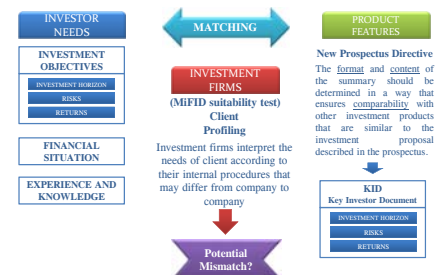 INVESTOR
NEEDS
INVESTMENT
OBJECTIVES
INVESTMENT HORIZON
RISKS
RETURNS
FINANCIAL
SITUATION
EXPERIENCE AND
KNOWLEDGE
MATCHING
INVESTMENT
FIRMS
(MiFID suitability test)
Client
Profiling
Investment firms interpret the
needs of client according to
their internal procedures that
may differ from company to
company
Potential
Mismatch?
PRODUCT
FEATURES
New Prospectus Directive
The format and content of
the summary should be
determined in a way that
ensures comparability with
other investment products
that are similar to the
investment proposal
described in the prospectus.
KID
Key Investor Document
INVESTMENT HORIZON
RISKS
RETURNS